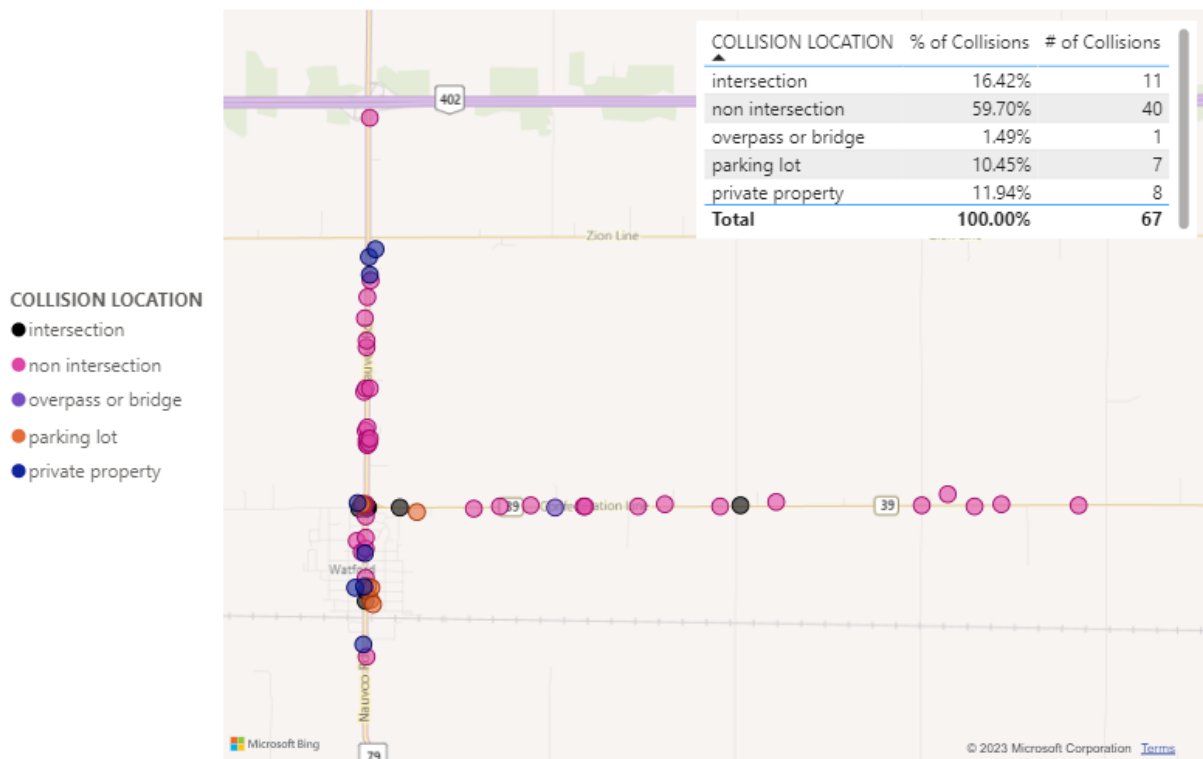 COLLISION LOCATION % of Collisions # of Collisions
intersection 16.42% 11
non intersection 59.70% 40
overpass or bridge 1.49% 1
parking lot 10.45% 7
private property 11.94% 8
Total 100.00% 67
402
Zion Line
COLLISION LOCATION
intersection
non intersection
overpass or bridge
parking lot
private property
39
39
Microsoft Bing
79
© 2023 Microsoft Corporation Terms